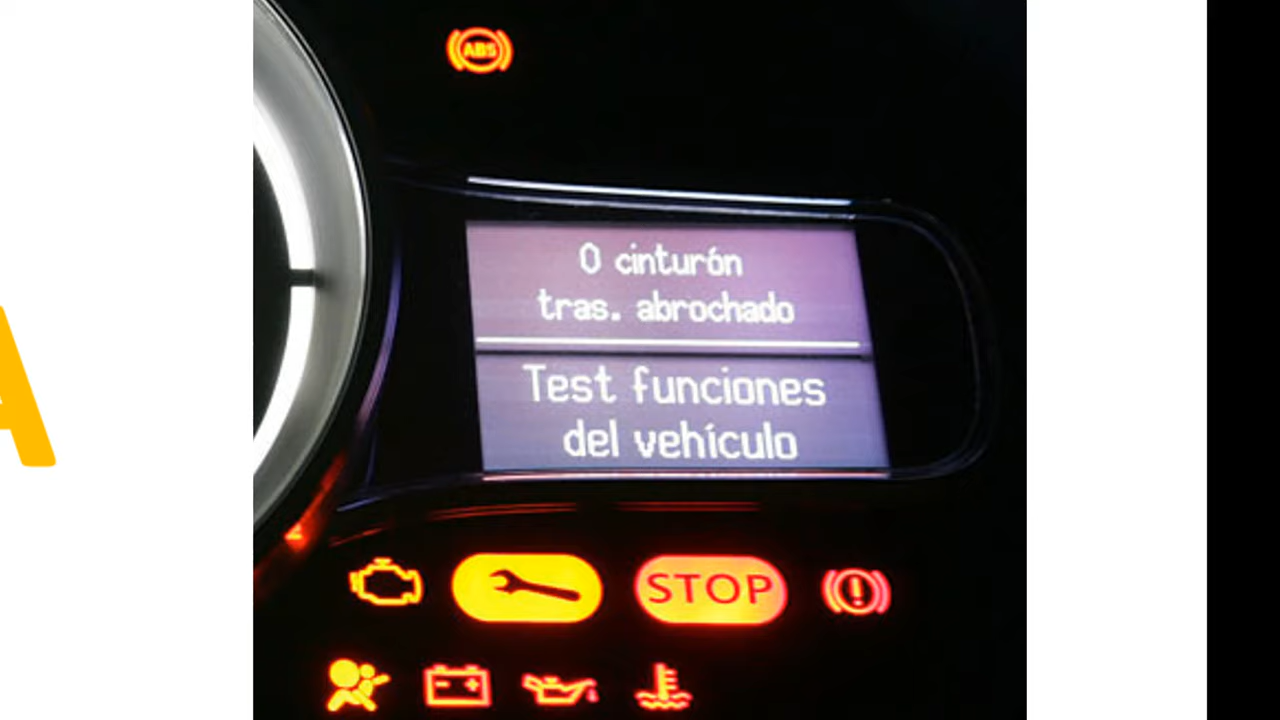 ABS
0 cinturón
tras. abrochado
Test funciones
del vehículo
STOP
A